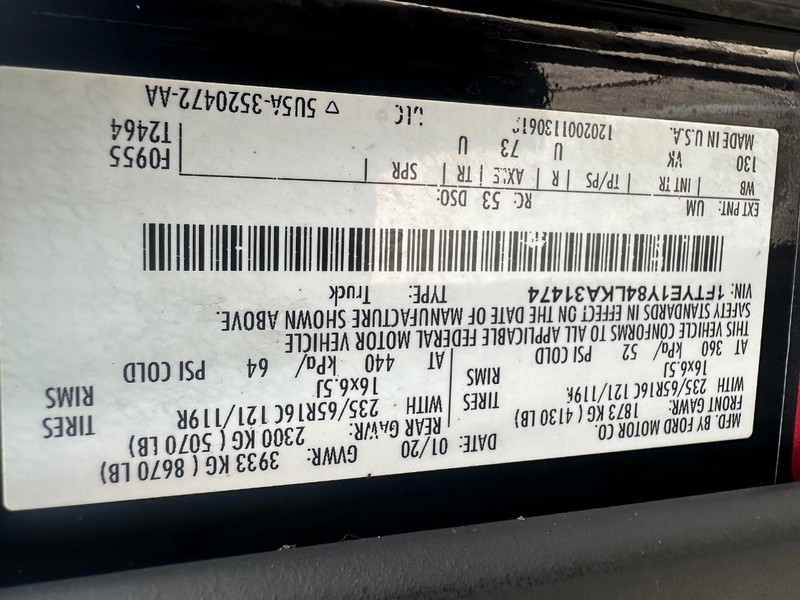 MFD. BY FORD MOTOR CO.
DATE: 01/20 GVWR: 3933 KG ( 8670 LB)
FRONT GAWR: 1873 KG ( 4130 LB) REAR GAWR: 2300 KG ( 5070 LB)
WITH 235/65R16C 121/119R TIRES WITH 235/65R16C 121/119R TIRES
16x6.5J RIMS 16x6.5J RIMS
AT 360 kPa/ 52 PSI COLD AT 440 kPa/ 64 PSI COLD
THIS VEHICLE CONFORMS TO ALL APPLICABLE FEDERAL MOTOR VEHICLE
SAFETY STANDARDS IN EFFECT ON THE DATE OF MANUFACTURE SHOWN ABOVE.
VIN: 1FTYE1Y84LKA31474 TYPE: Truck
EXT PNT: UM RC: 53 DSO:
WB INT TR TP/PS R AXLE TR SPR F0955
130 VK U 73 U T2464
MADE IN U.S.A. ▽ 5U5A-3520472-AA